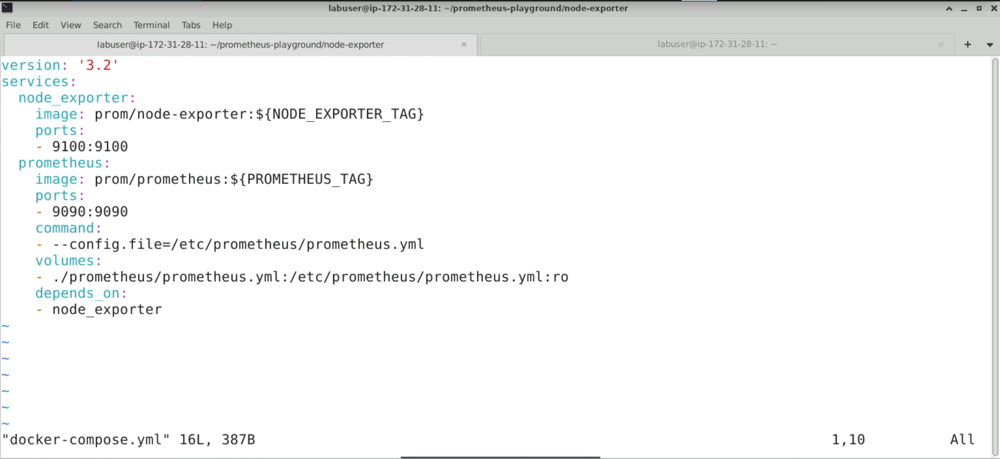 labuser@ip-172-31-28-11: ~/prometheus-playground/node-exporter
File Edit View Search Terminal Tabs Help
labuser@ip-172-31-28-11: ~/prometheus-playground/node-exporter × labuser@ip-172-31-28-11: ~ ×
version: '3.2'
services:
  node_exporter:
    image: prom/node-exporter:${NODE_EXPORTER_TAG}
    ports:
    - 9100:9100
  prometheus:
    image: prom/prometheus:${PROMETHEUS_TAG}
    ports:
    - 9090:9090
    command:
    - --config.file=/etc/prometheus/prometheus.yml
    volumes:
    - ./prometheus/prometheus.yml:/etc/prometheus/prometheus.yml:ro
    depends_on:
    - node_exporter
~
~
~
~
~
~
~
"docker-compose.yml" 16L, 387B 1,10 All